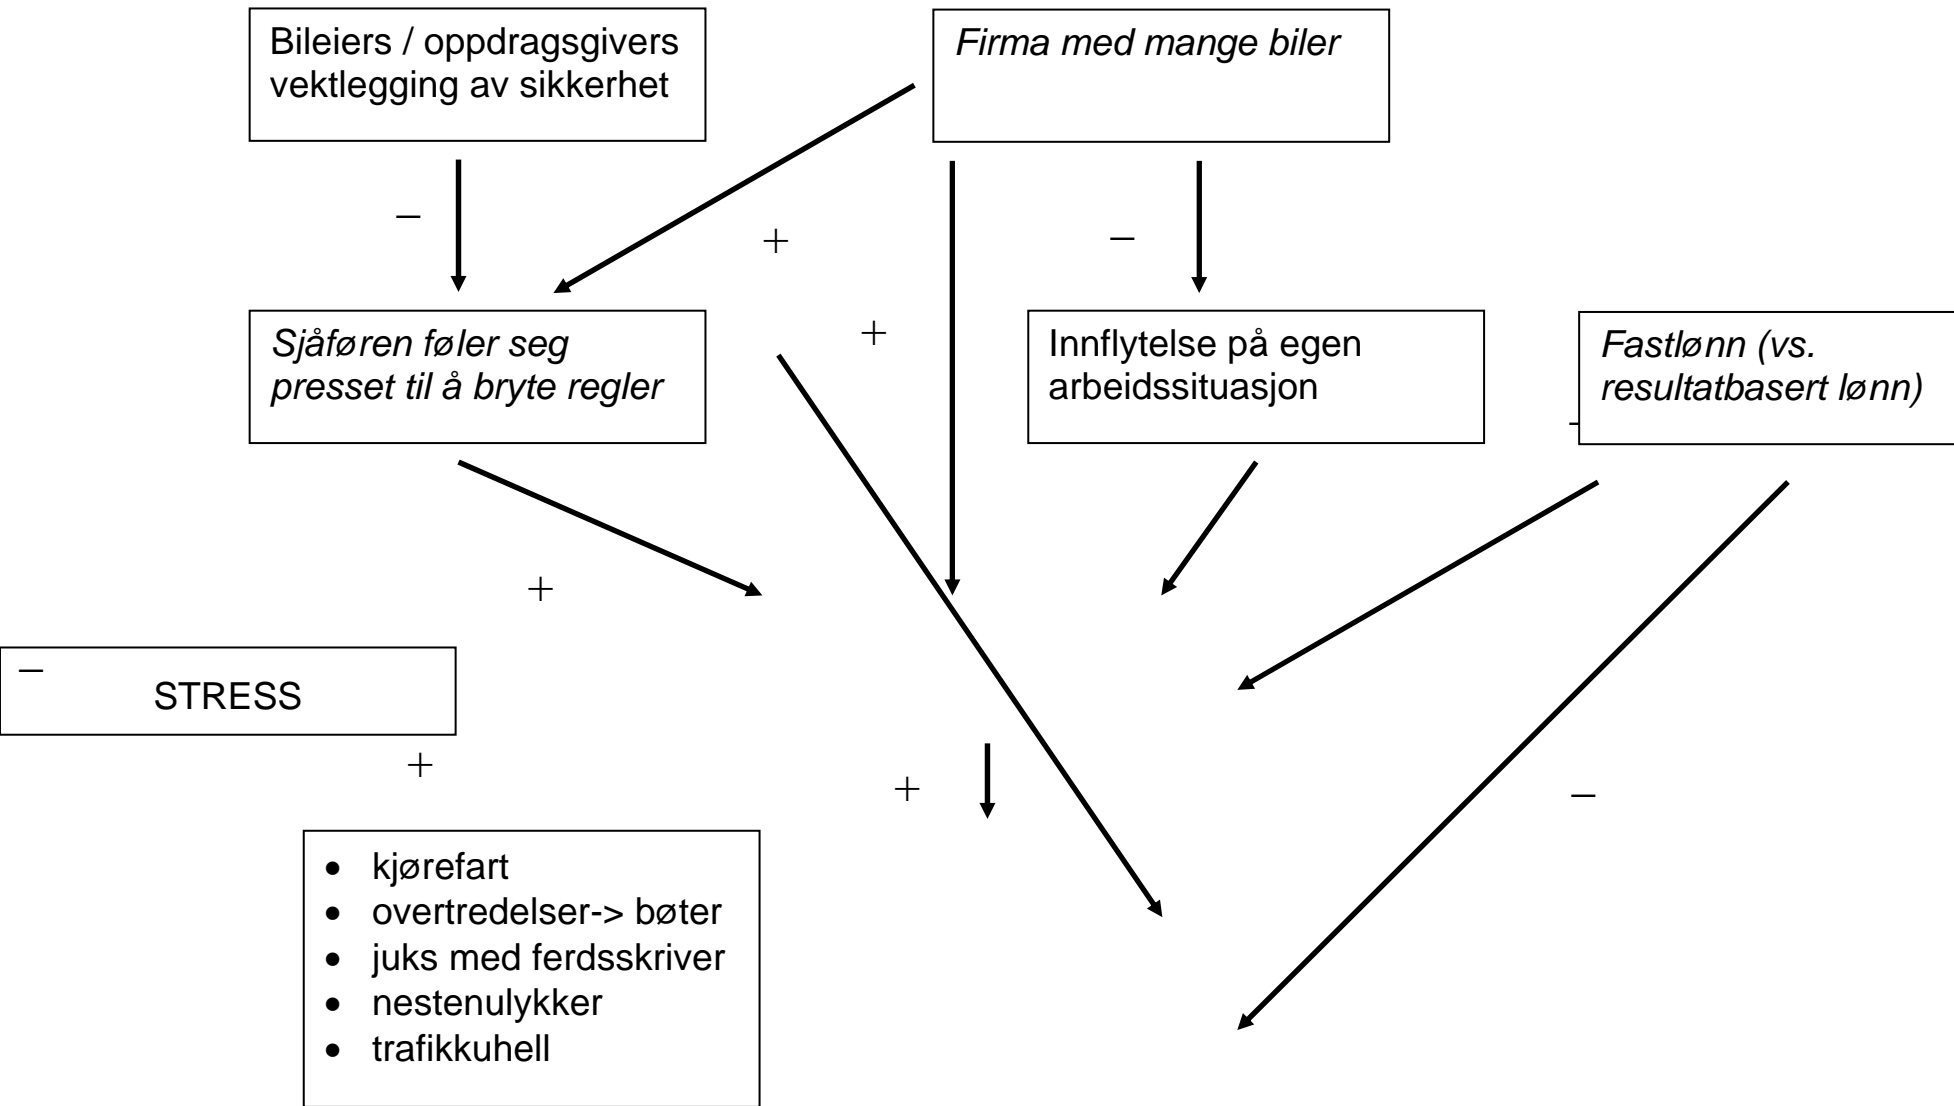 Bileiers / oppdragsgivers
vektlegging av sikkerhet
Firma med mange biler
–
+
–
+
Sjåføren føler seg
presset til å bryte regler
Innflytelse på egen
arbeidssituasjon
Fastlønn (vs.
resultatbasert lønn)
+
–
STRESS
+
+
–
• kjørefart
• overtredelser-> bøter
• juks med ferdsskriver
• nestenulykker
• trafikkuhell